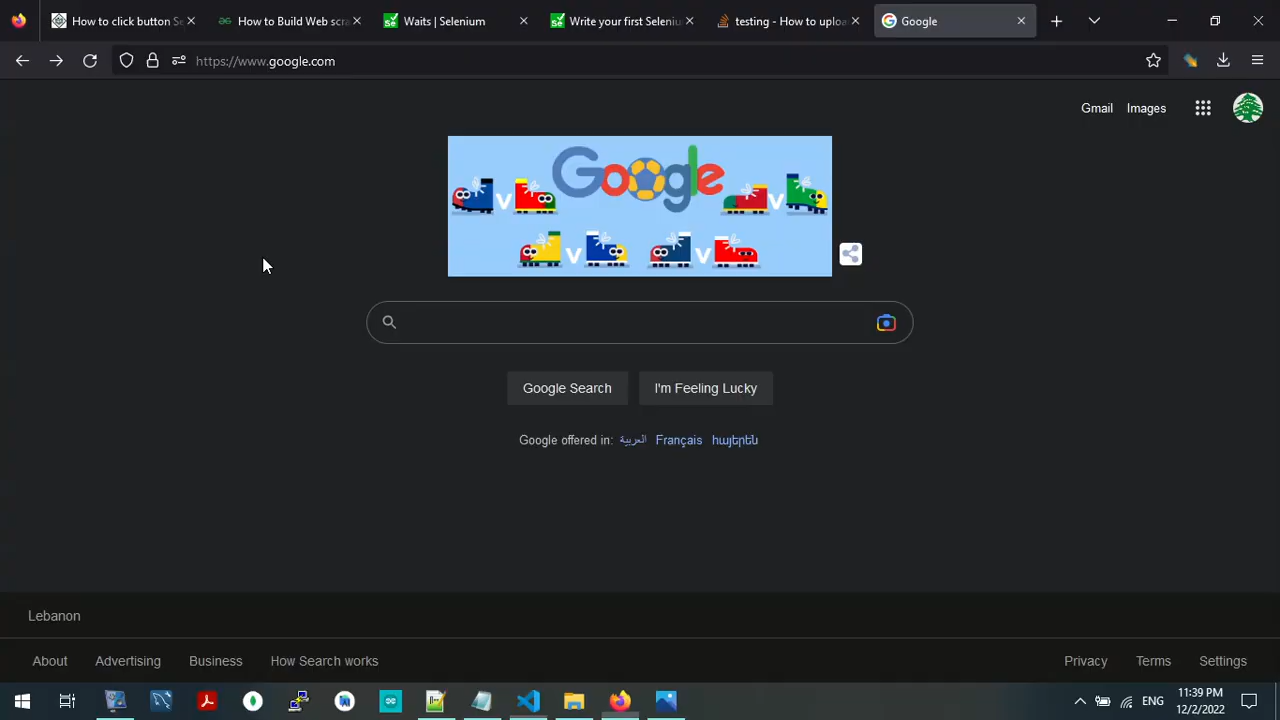 How to click button Se
How to Build Web scra
Waits | Selenium
Write your first Seleniu
testing - How to uploa
Google
https://www.google.com
Gmail
Images
Google
v
v
v
v
Google Search
I'm Feeling Lucky
Google offered in: العربية Français հայերեն
Lebanon
About
Advertising
Business
How Search works
Privacy
Terms
Settings
ENG
11:39 PM
12/2/2022